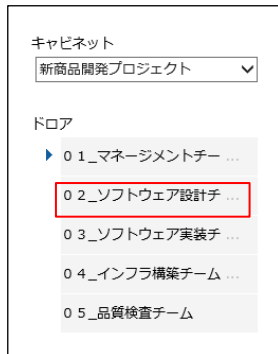 キャビネット
新商品開発プロジェクト
ドロア
０１_マネージメントチー ...
０２_ソフトウェア設計チ ...
０３_ソフトウェア実装チ ...
０４_インフラ構築チーム ...
０５_品質検査チーム